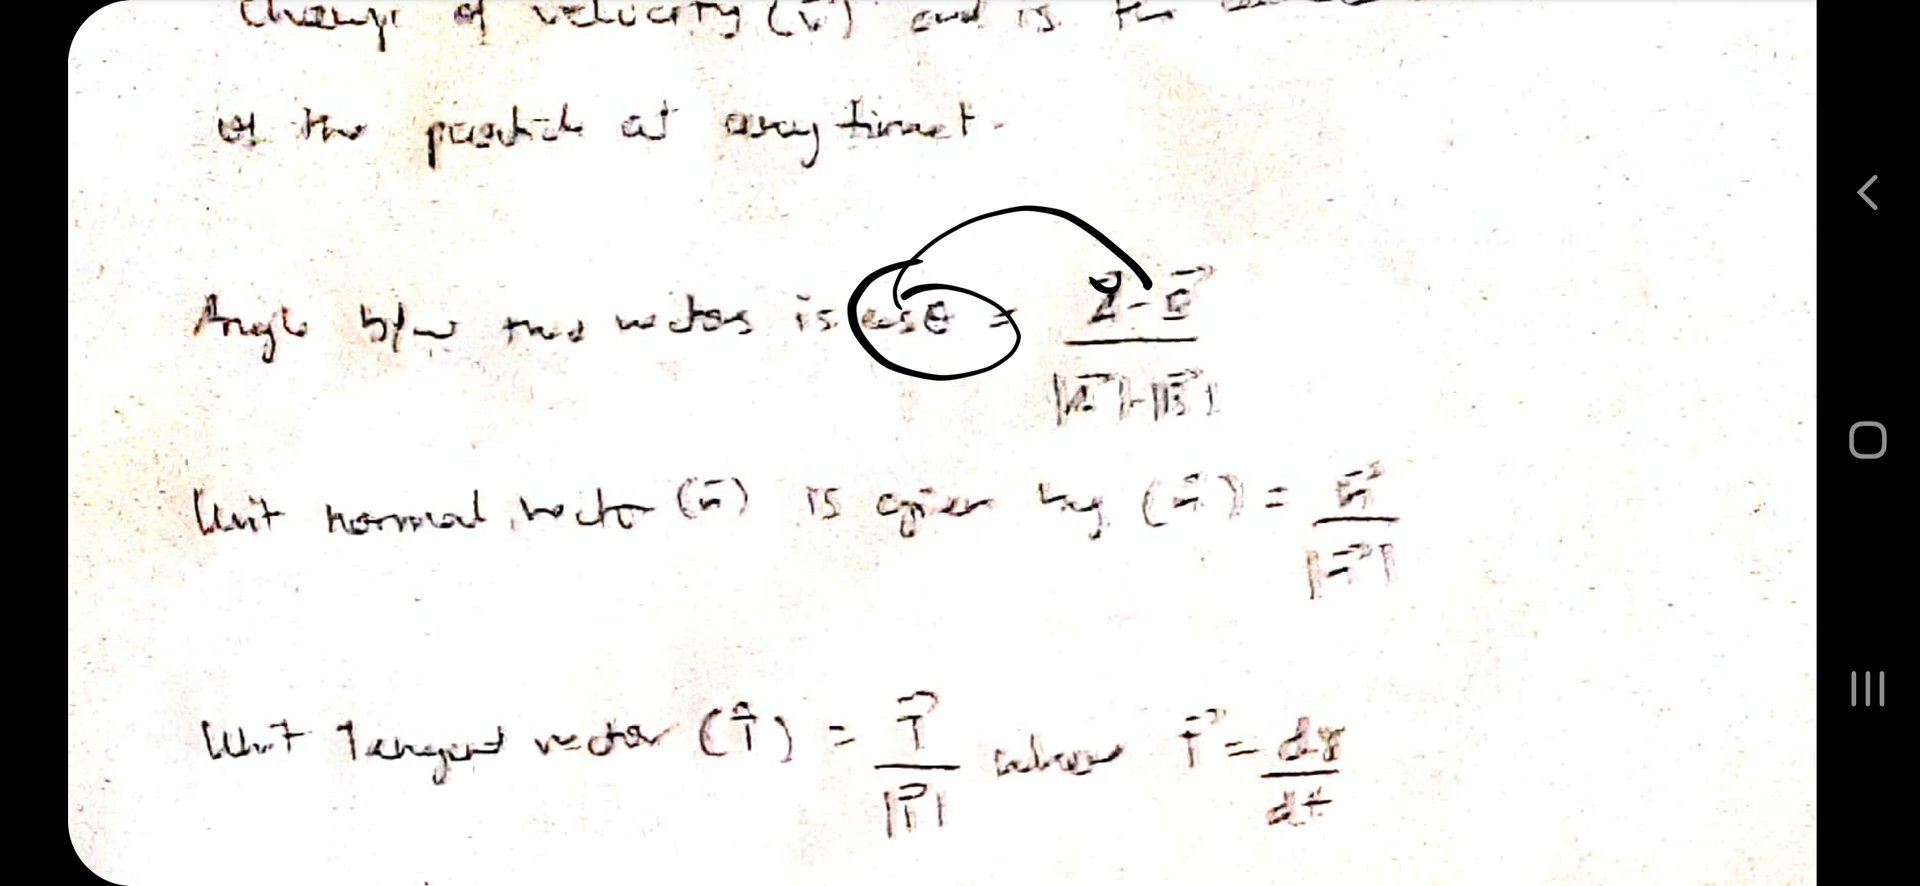 Change of velocity (v⃗) and is the
of the particle at any time t.
Angle b/w two vectors is cosθ = A⃗ · B⃗ / |A⃗| · |B⃗|
Unit normal vector (n̂) is given by (n̂) = n⃗ / |n⃗|
Unit Tangent vector (T̂) = T⃗ / |T⃗| where T⃗ = dr / dt